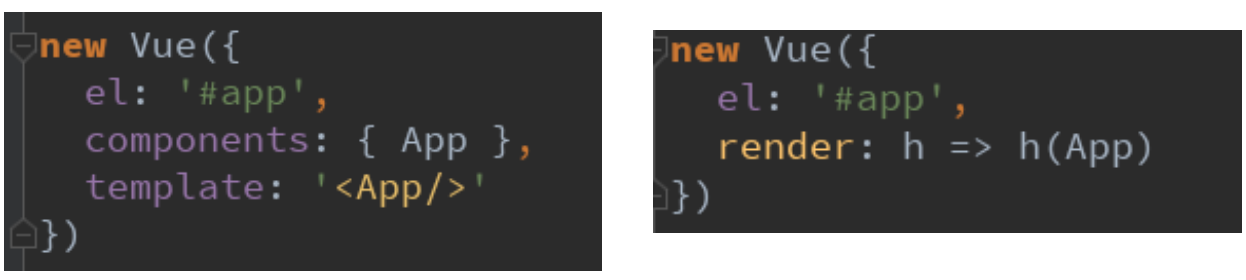 new Vue({
  el: '#app',
  components: { App },
  template: '<App/>'
})
new Vue({
  el: '#app',
  render: h => h(App)
})